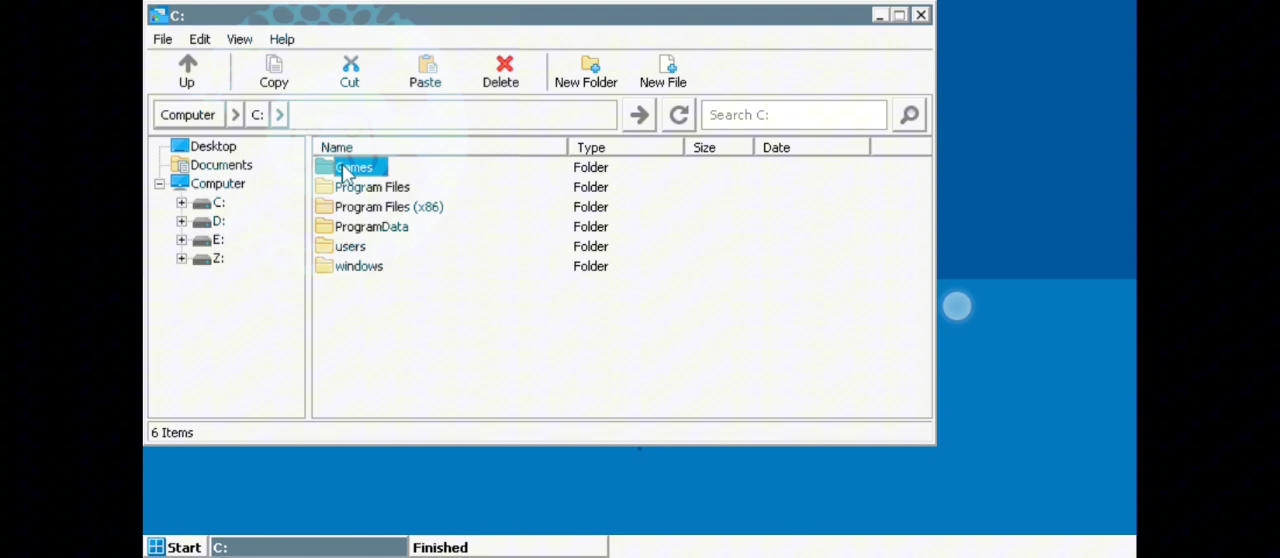 C:
File Edit View Help
Up Copy Cut Paste Delete New Folder New File
Computer C: Search C:
Desktop
Documents
Computer
C:
D:
E:
Z:
Name Type Size Date
Games Folder
Program Files Folder
Program Files (x86) Folder
ProgramData Folder
users Folder
windows Folder
6 Items
Start C: Finished